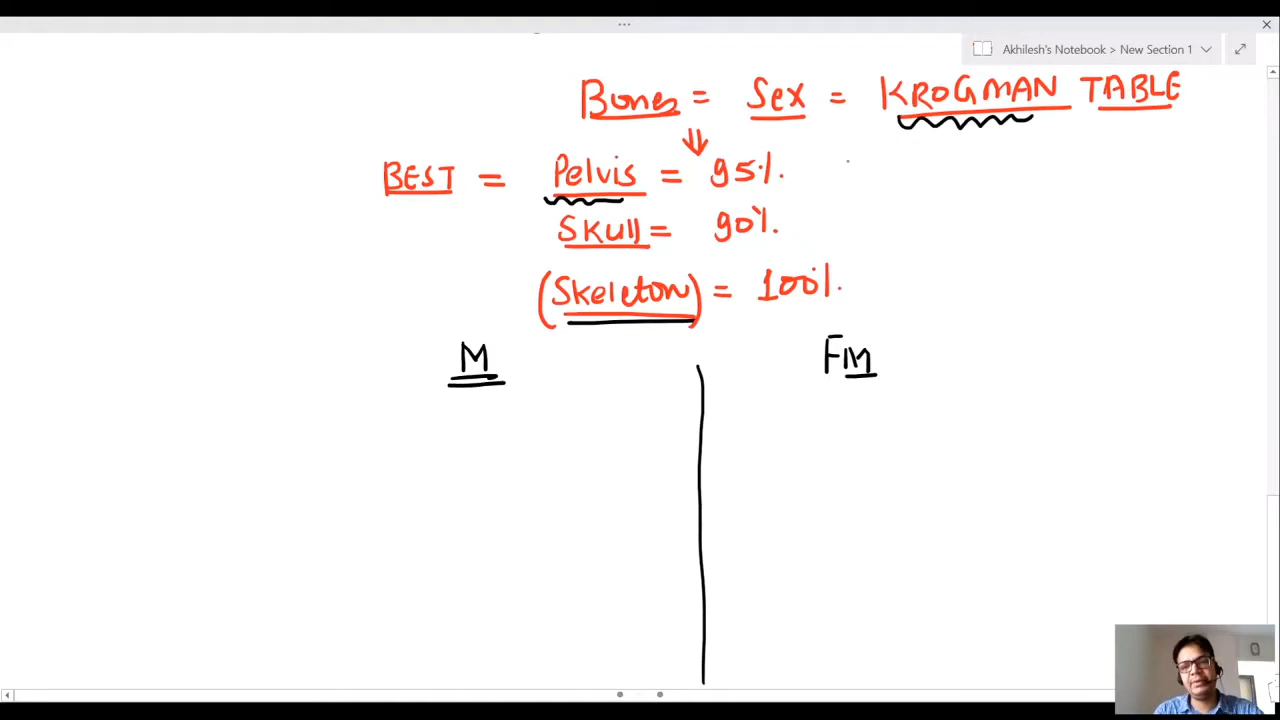 Akhilesh's Notebook > New Section 1
Bones = Sex = KROGMAN TABLE
BEST = Pelvis = 95%.
Skull = 90%.
(Skeleton) = 100%.
M FM